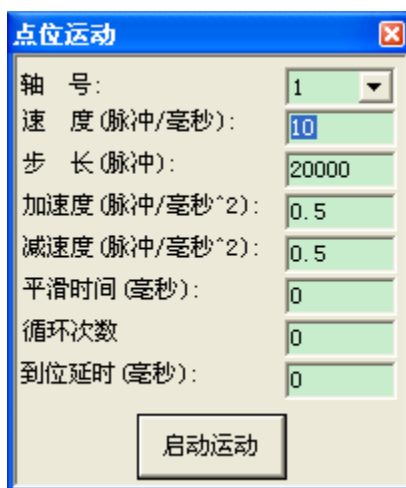 点位运动
轴 号: 1
速 度(脉冲/毫秒): 10
步 长(脉冲): 20000
加速度(脉冲/毫秒^2): 0.5
减速度(脉冲/毫秒^2): 0.5
平滑时间(毫秒): 0
循环次数 0
到位延时(毫秒): 0
启动运动